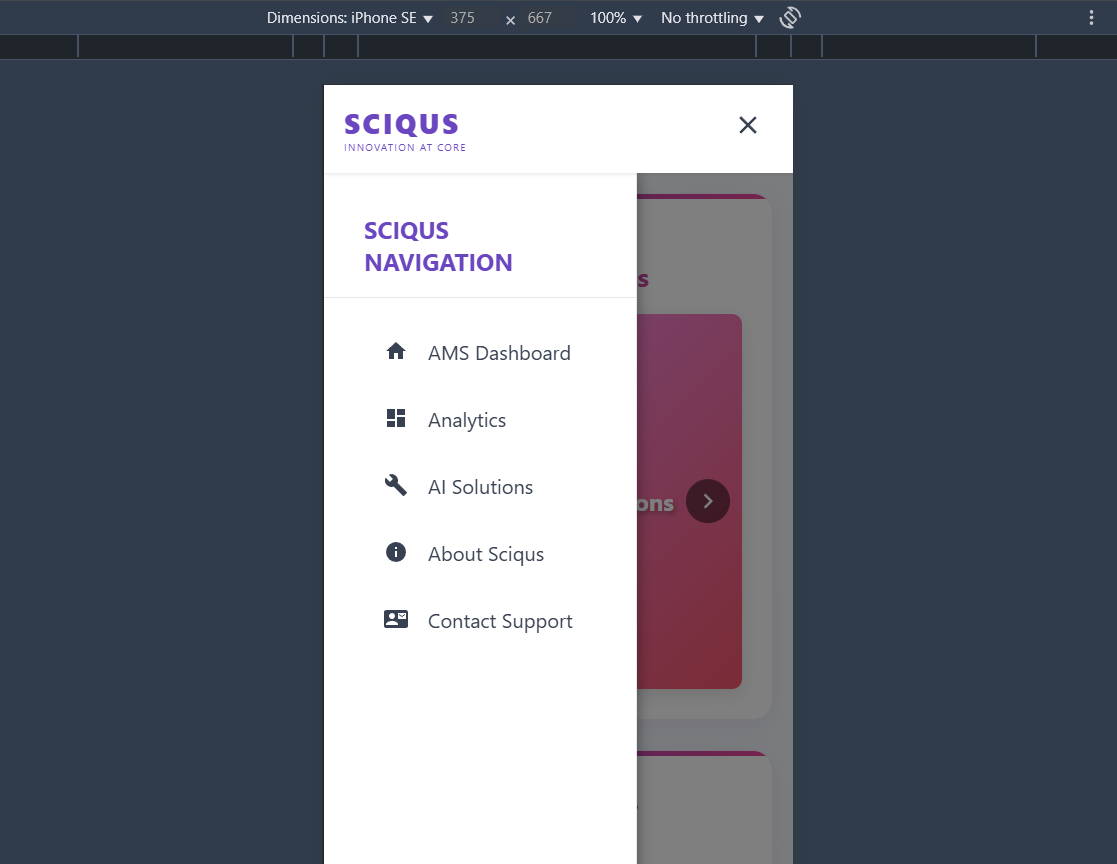 Dimensions: iPhone SE 375 × 667 100% No throttling
SCIQUS
INNOVATION AT CORE
SCIQUS
NAVIGATION
s
AMS Dashboard
Analytics
AI Solutions
ons
About Sciqus
Contact Support